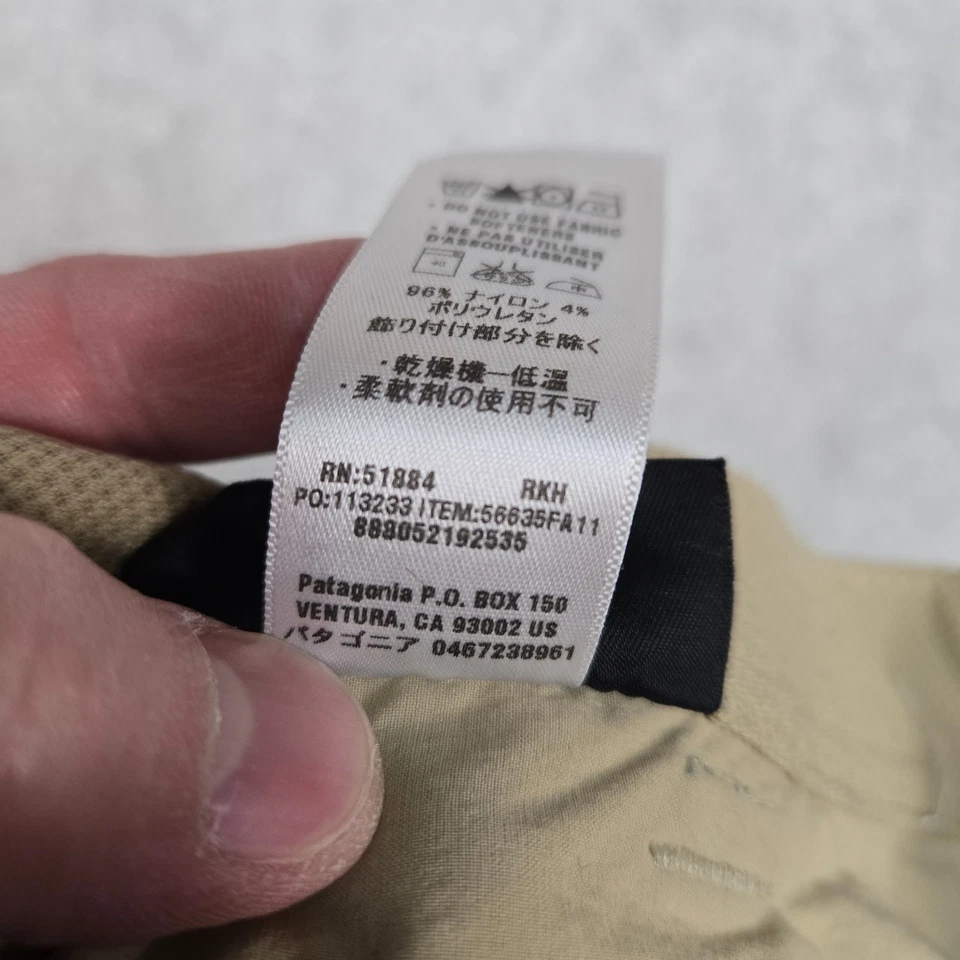 • DO NOT USE FABRIC
SOFTENERS
• NE PAR UTILISER
D'ASSOUPLISSANT
40
96% ナイロン 4%
ポリウレタン
飾り付け部分を除く
・乾燥機—低温
・柔軟剤の使用不可
RN:51884 RKH
PO:113233 ITEM:56635FA11
888052192535
Patagonia P.O. BOX 150
VENTURA, CA 93002 US
パタゴニア 0467238961